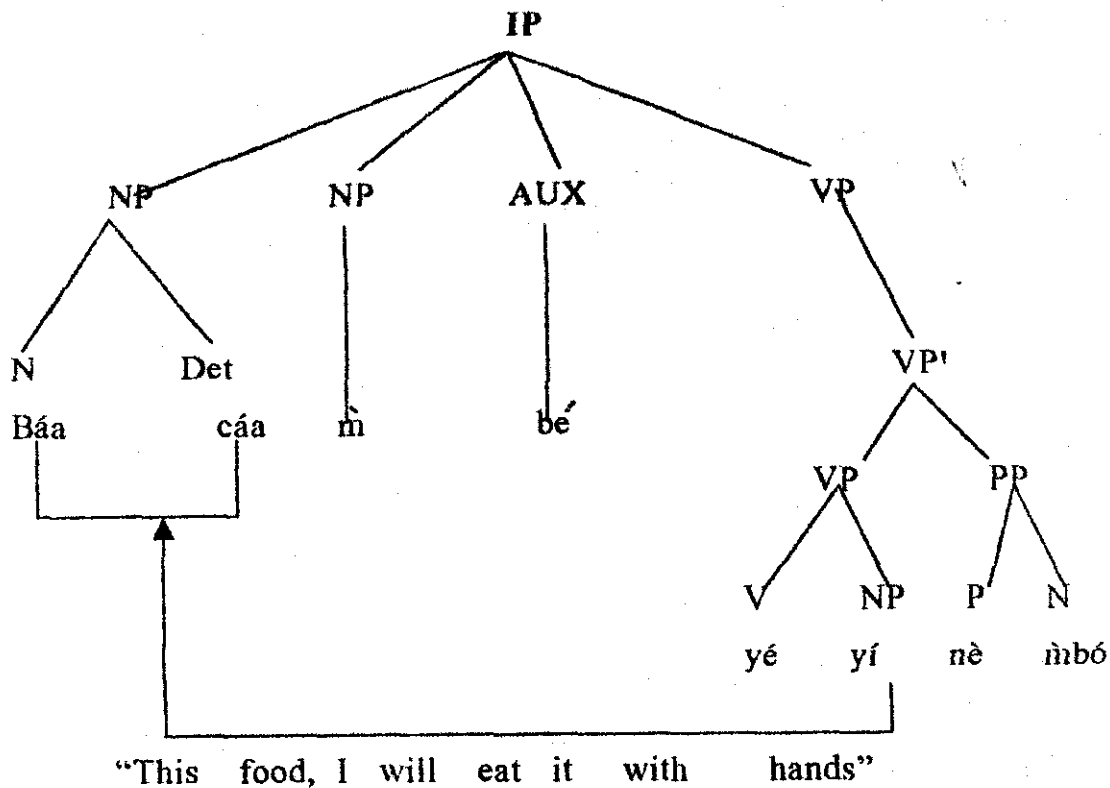 IP
NP NP AUX VP
N Det VP'
Báa cáa m̀ bé
VP PP
V NP P N
yé yí nè m̀bó
“This food, I will eat it with hands”